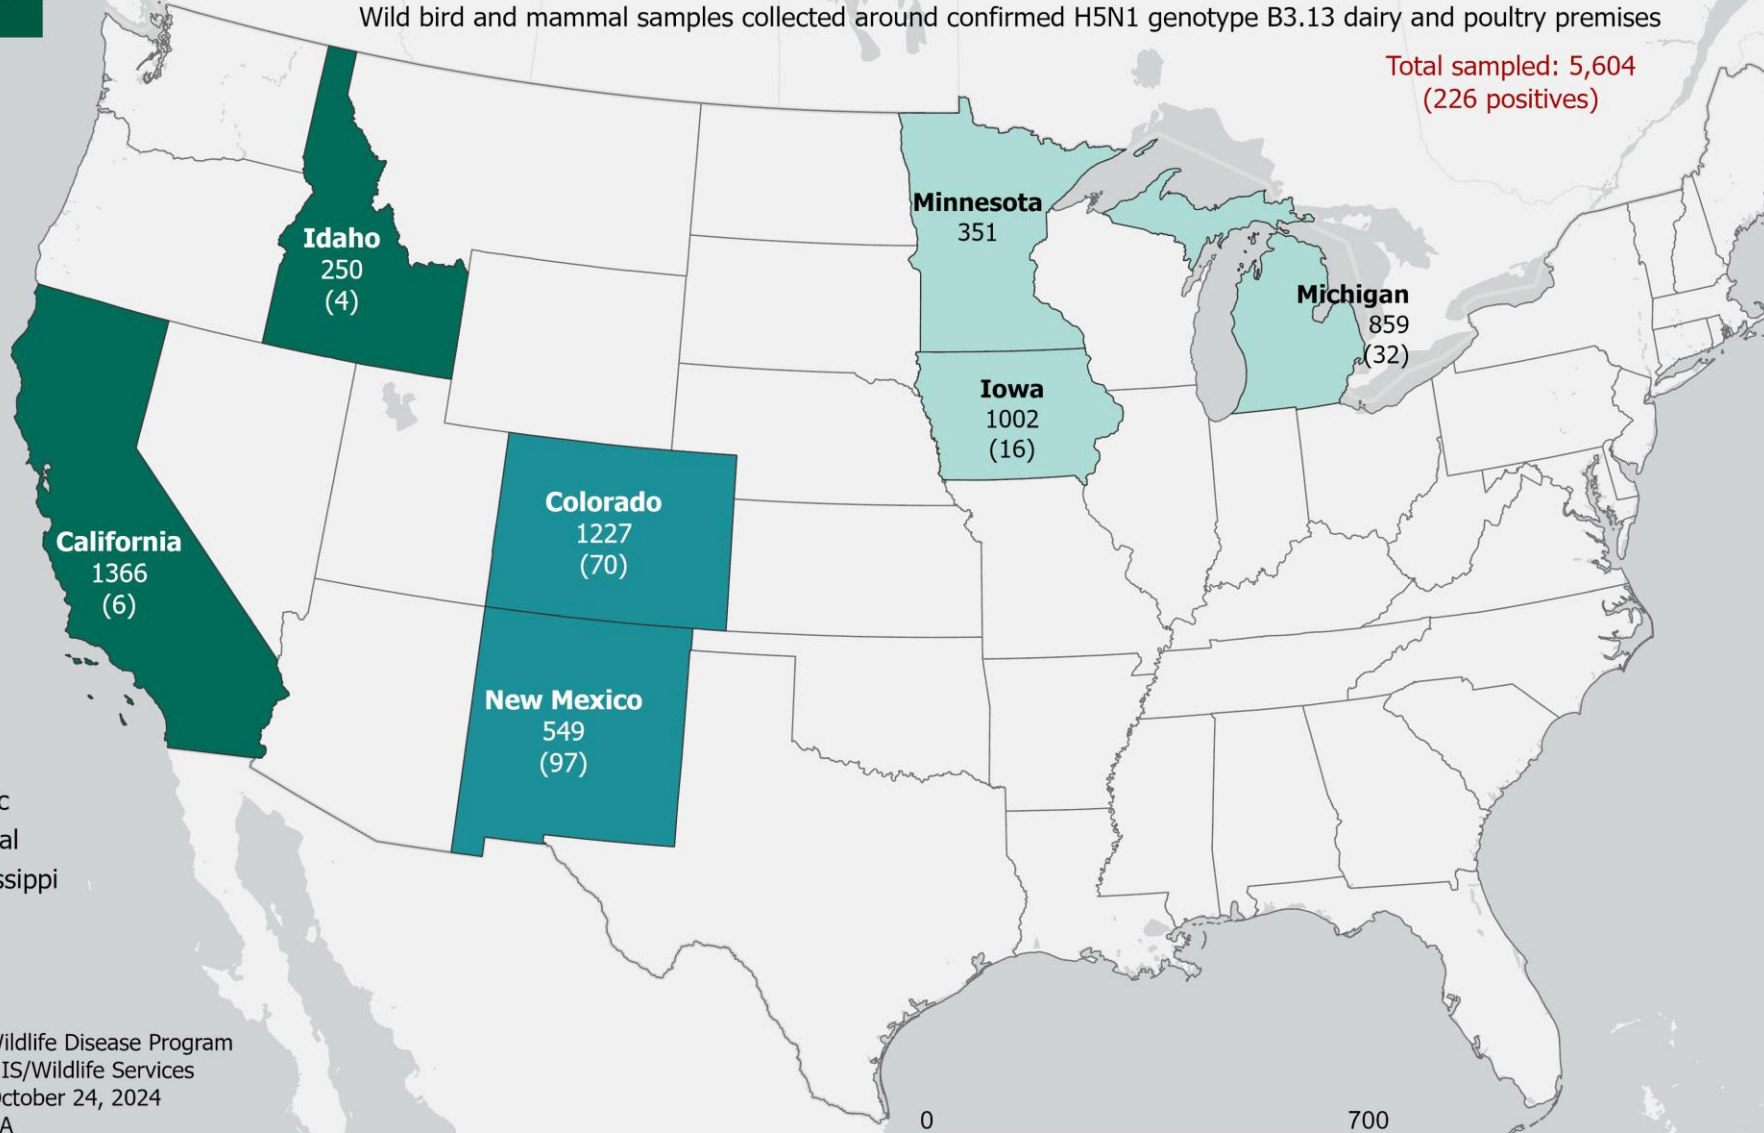 Wild bird and mammal samples collected around confirmed H5N1 genotype B3.13 dairy and poultry premises
Total sampled: 5,604
(226 positives)
Minnesota
351
Idaho
250
(4)
Michigan
859
(32)
Iowa
1002
(16)
Colorado
1227
(70)
California
1366
(6)
New Mexico
549
(97)
c
al
ssippi
Wildlife Disease Program
IS/Wildlife Services
October 24, 2024
A
0
700